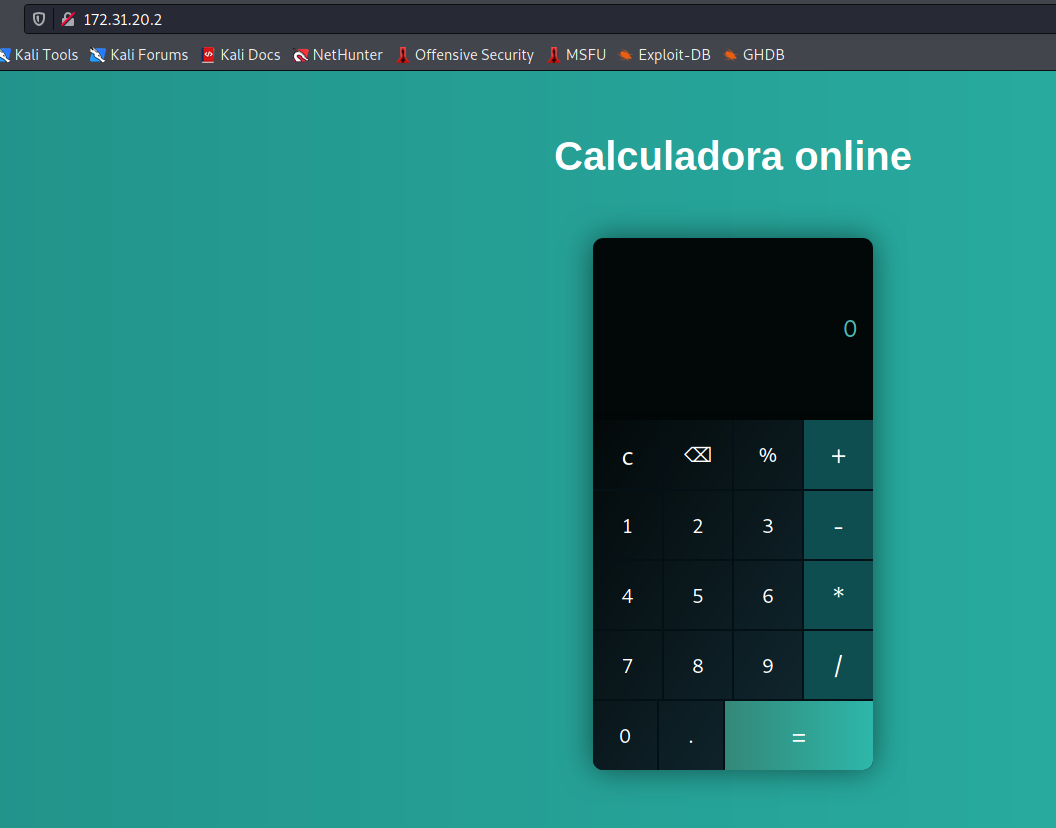 172.31.20.2
Kali Tools Kali Forums Kali Docs NetHunter Offensive Security MSFU Exploit-DB GHDB
Calculadora online
0
c ⌫ % +
1 2 3 -
4 5 6 *
7 8 9 /
0 . =